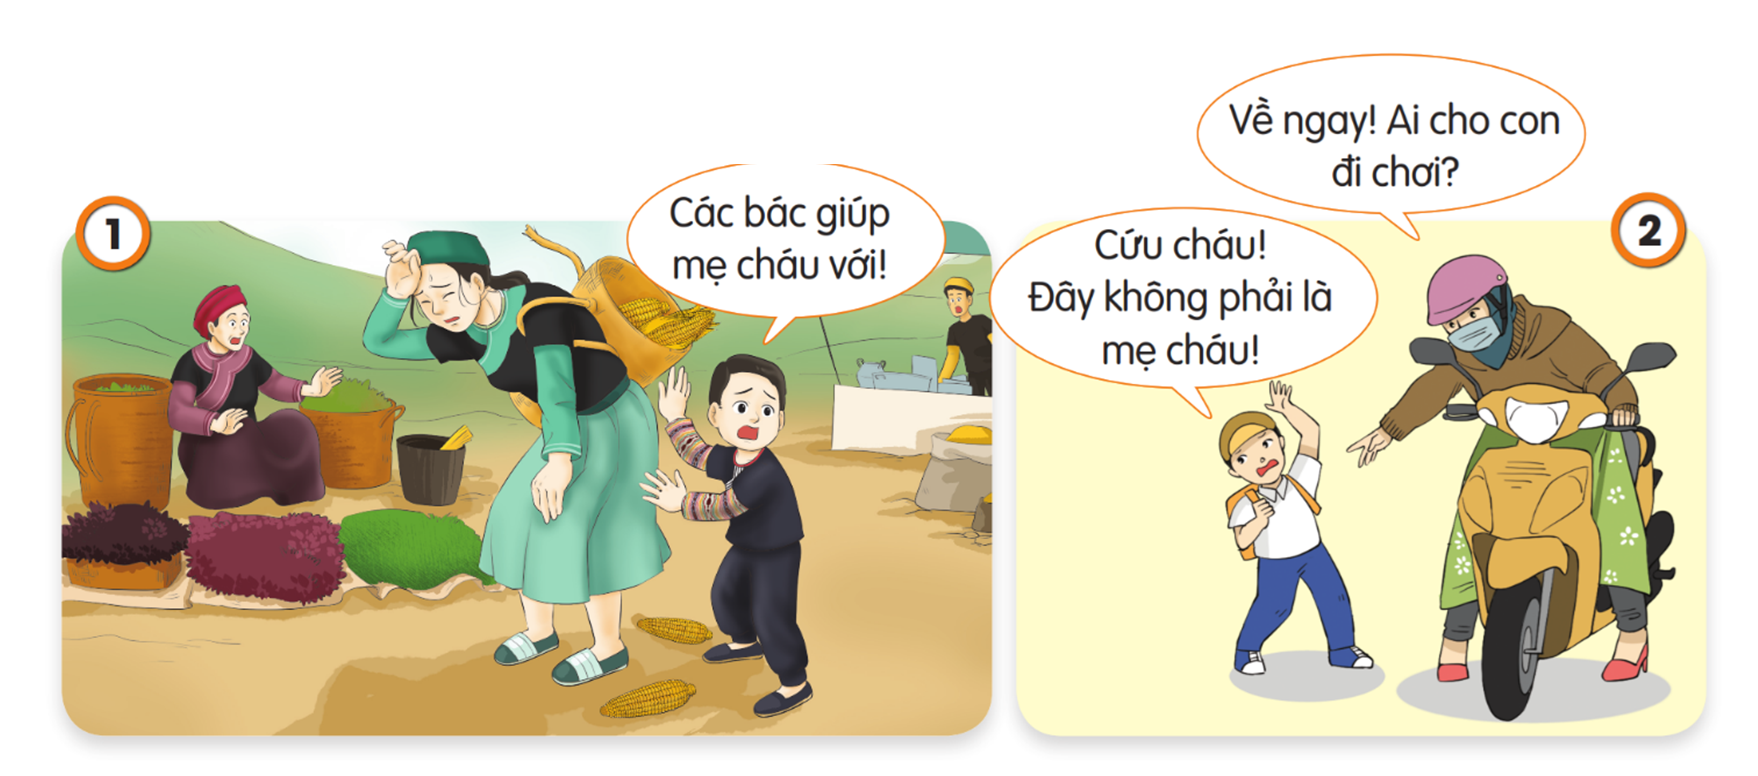 1
Các bác giúp
mẹ cháu với!
2
Về ngay! Ai cho con
đi chơi?
Cứu cháu!
Đây không phải là
mẹ cháu!